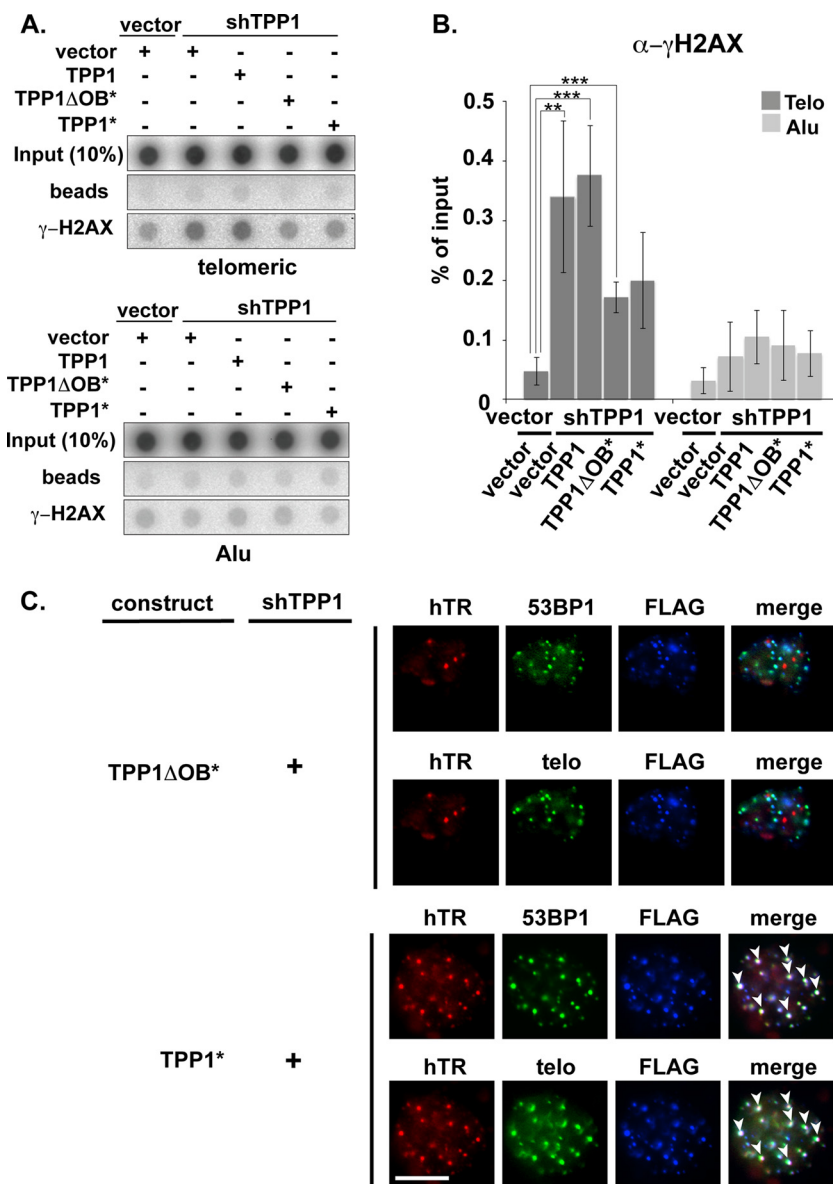 A.
vector shTPP1
vector + + - - -
TPP1 - - + - -
TPP1ΔOB* - - - + -
TPP1* - - - - +
Input (10%)
beads
γ-H2AX
telomeric
vector shTPP1
vector + + - - -
TPP1 - - + - -
TPP1ΔOB* - - - + -
TPP1* - - - - +
Input (10%)
beads
γ-H2AX
Alu
B.
α-γH2AX
Telo
Alu
***
***
**
% of input
0.5
0.4
0.3
0.2
0.1
0
vector shTPP1 vector shTPP1
vector vector TPP1 TPP1ΔOB* TPP1* vector vector TPP1 TPP1ΔOB* TPP1*
C.
construct shTPP1
hTR 53BP1 FLAG merge
TPP1ΔOB* +
hTR telo FLAG merge
hTR 53BP1 FLAG merge
TPP1* +
hTR telo FLAG merge